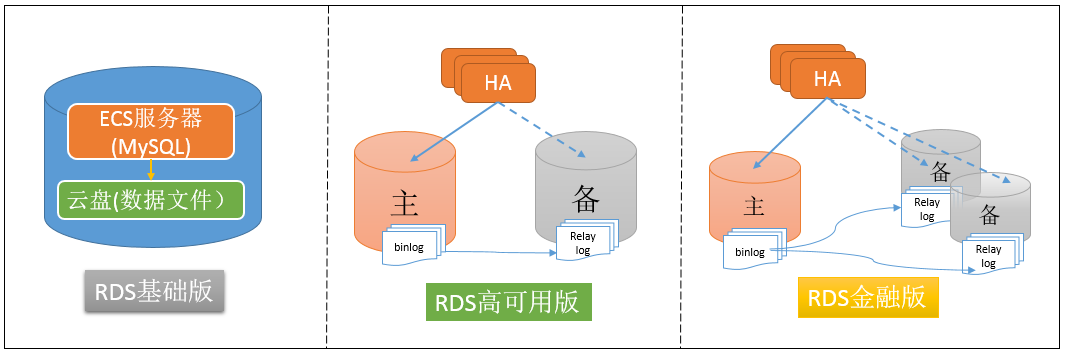 ECS服务器
(MySQL)
云盘(数据文件）
RDS基础版
HA
主
备
binlog
Relay
log
RDS高可用版
HA
主
备
备
binlog
Relay
log
Relay
log
RDS金融版